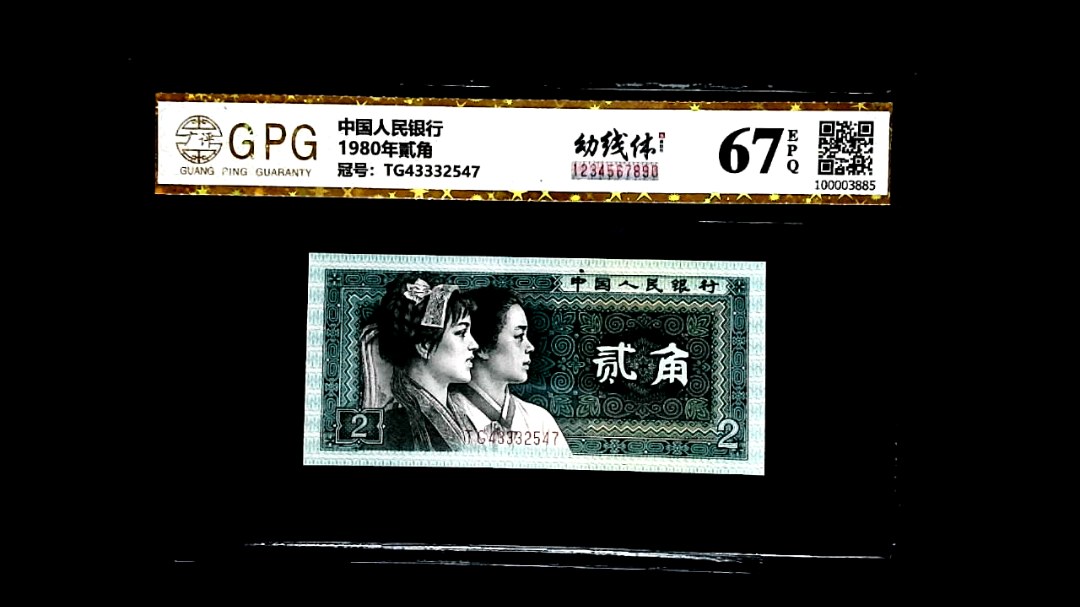 广评
GPG
GUANG PING GUARANTY
中国人民银行
1980年贰角
冠号：TG43332547
幼线体
1234567890
67
EPQ
100003885
中国人民银行
贰角
2
TG43332547
2